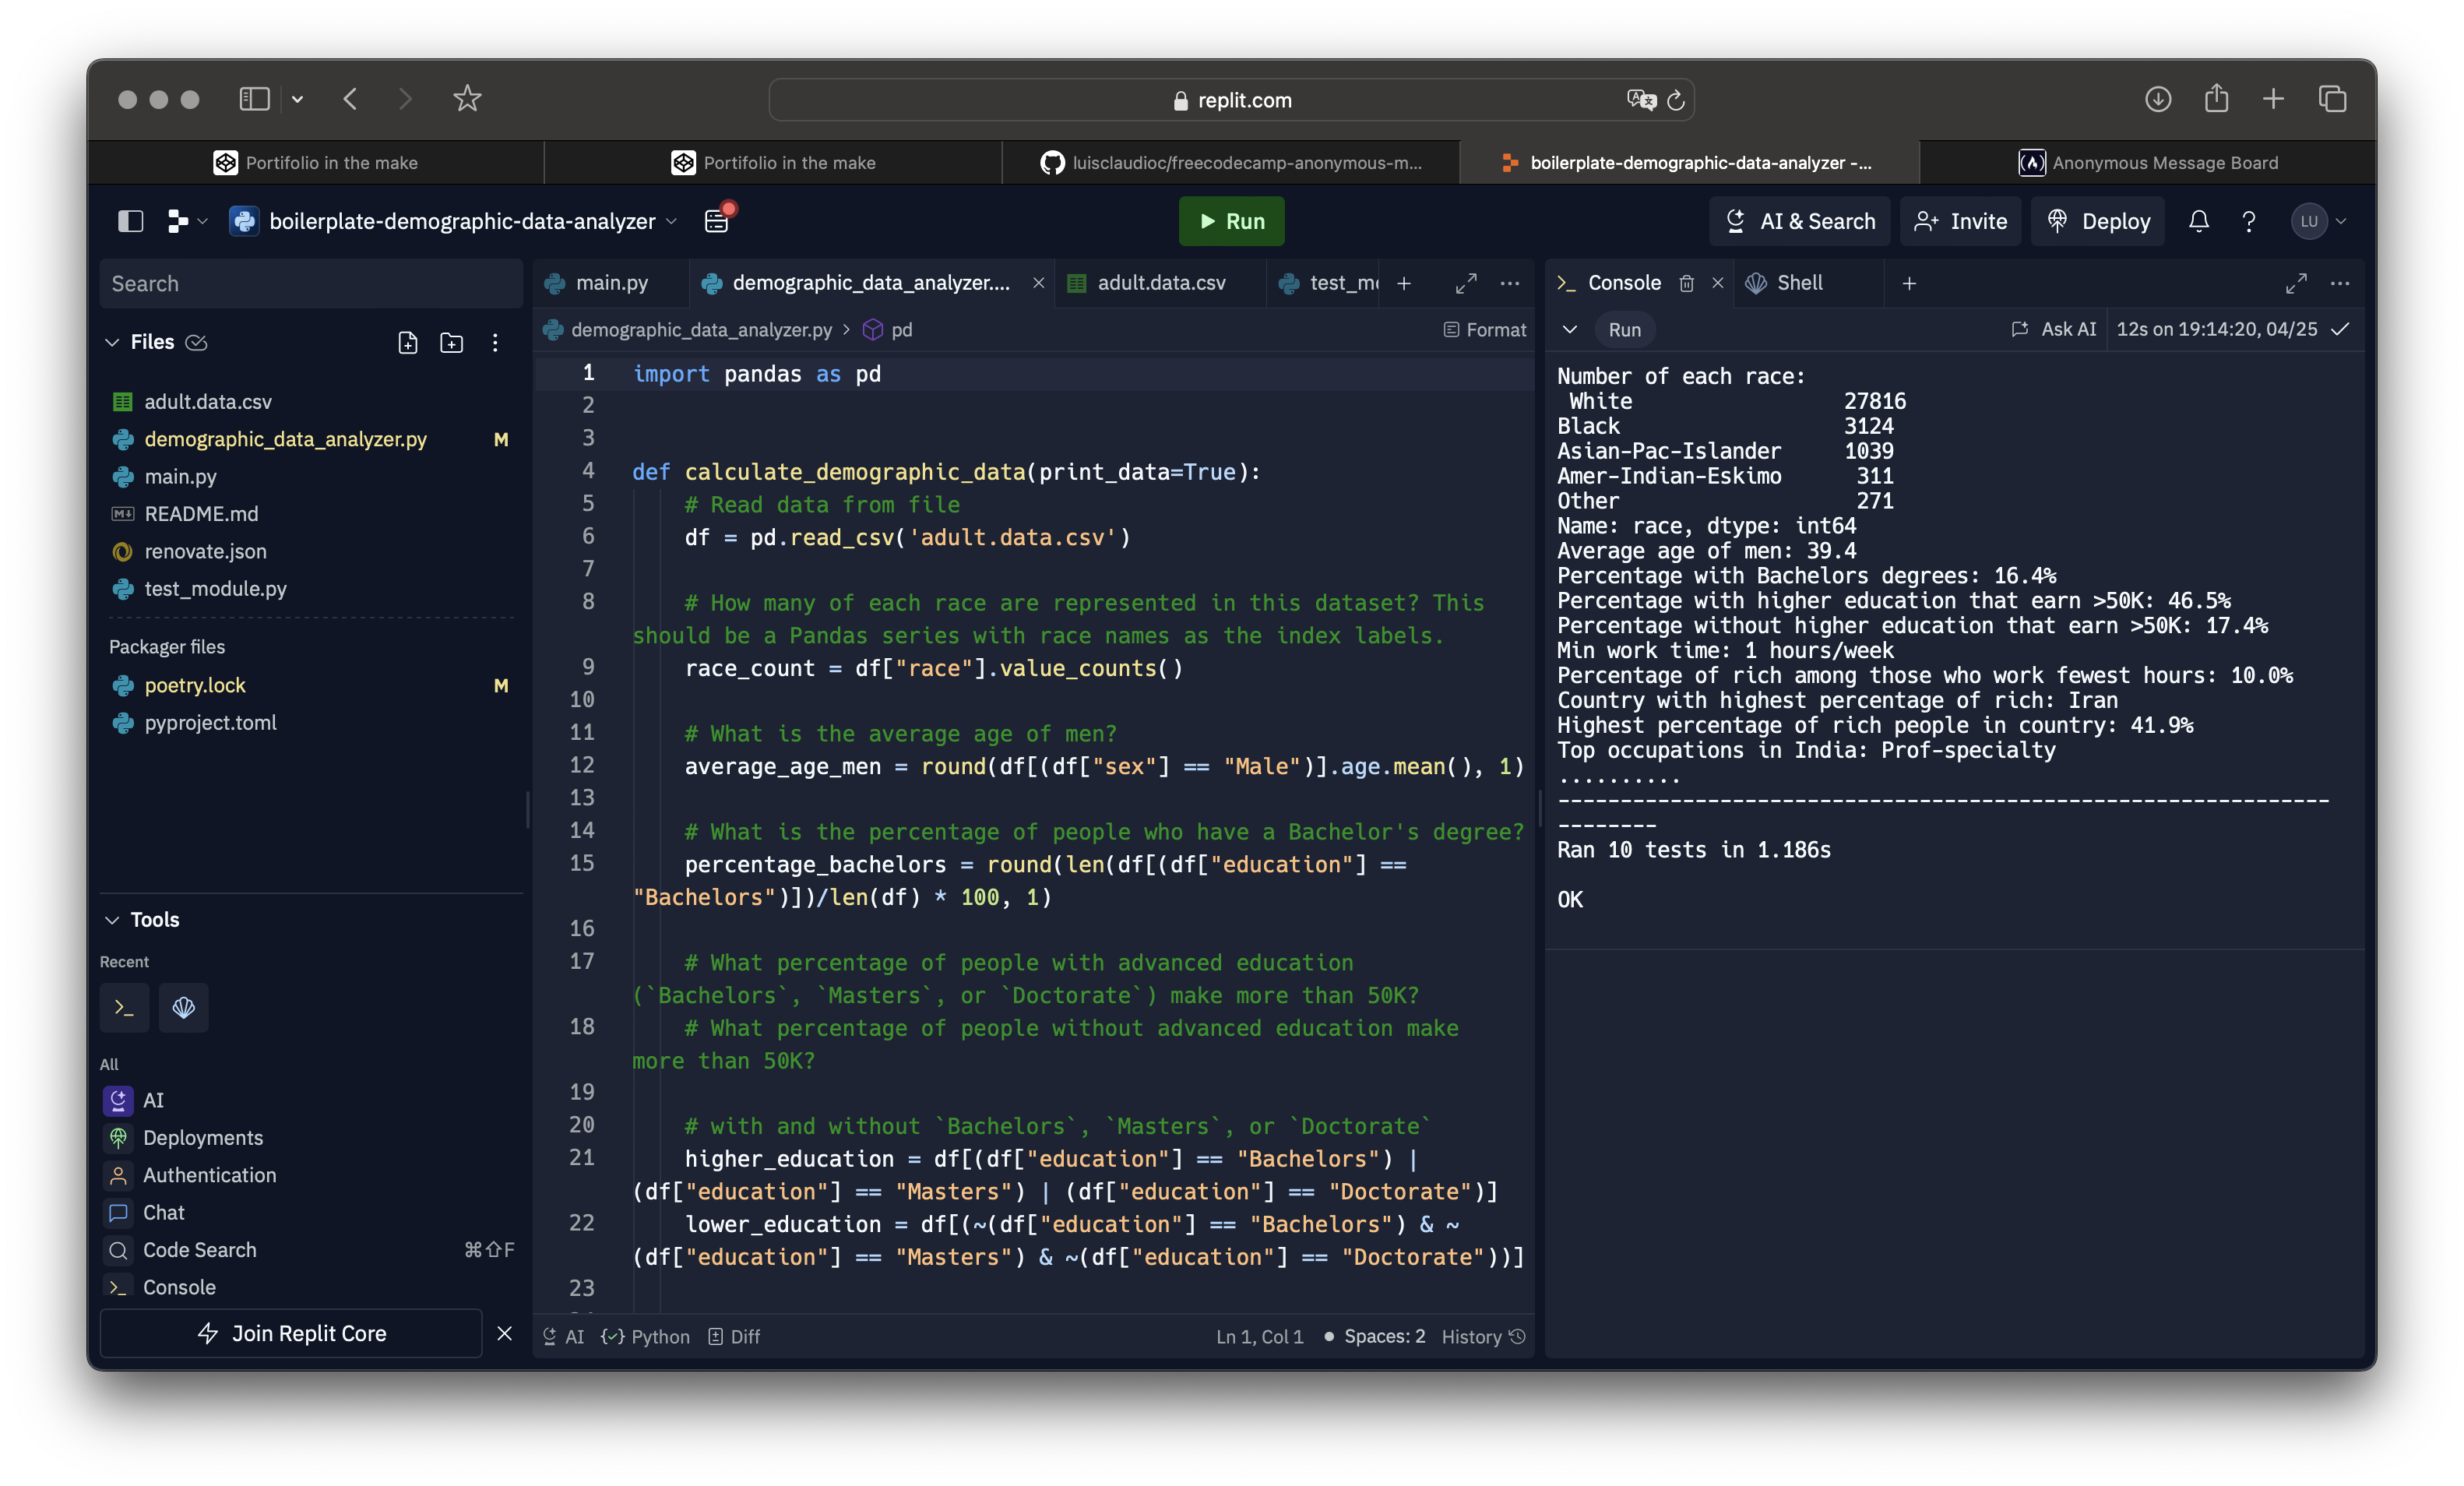 replit.com
Portifolio in the make
Portifolio in the make
luisclaudioc/freecodecamp-anonymous-m...
boilerplate-demographic-data-analyzer -...
Anonymous Message Board
boilerplate-demographic-data-analyzer
Run
AI & Search
Invite
Deploy
LU
Search
Files
adult.data.csv
demographic_data_analyzer.py M
main.py
README.md
renovate.json
test_module.py
Packager files
poetry.lock M
pyproject.toml
Tools
Recent
All
AI
Deployments
Authentication
Chat
Code Search ⌘⇧F
Console
Join Replit Core
main.py
demographic_data_analyzer....
adult.data.csv
test_m
demographic_data_analyzer.py > pd
Format
1 import pandas as pd
2
3
4 def calculate_demographic_data(print_data=True):
5 # Read data from file
6 df = pd.read_csv('adult.data.csv')
7
8 # How many of each race are represented in this dataset? This
should be a Pandas series with race names as the index labels.
9 race_count = df["race"].value_counts()
10
11 # What is the average age of men?
12 average_age_men = round(df[(df["sex"] == "Male")].age.mean(), 1)
13
14 # What is the percentage of people who have a Bachelor's degree?
15 percentage_bachelors = round(len(df[(df["education"] ==
"Bachelors")])/len(df) * 100, 1)
16
17 # What percentage of people with advanced education
(`Bachelors`, `Masters`, or `Doctorate`) make more than 50K?
18 # What percentage of people without advanced education make
more than 50K?
19
20 # with and without `Bachelors`, `Masters`, or `Doctorate`
21 higher_education = df[(df["education"] == "Bachelors") |
(df["education"] == "Masters") | (df["education"] == "Doctorate")]
22 lower_education = df[(~(df["education"] == "Bachelors") & ~
(df["education"] == "Masters") & ~(df["education"] == "Doctorate"))]
23
AI
Python
Diff
Ln 1, Col 1
Spaces: 2
History
Console
Shell
Run
Ask AI
12s on 19:14:20, 04/25
Number of each race:
White 27816
Black 3124
Asian-Pac-Islander 1039
Amer-Indian-Eskimo 311
Other 271
Name: race, dtype: int64
Average age of men: 39.4
Percentage with Bachelors degrees: 16.4%
Percentage with higher education that earn >50K: 46.5%
Percentage without higher education that earn >50K: 17.4%
Min work time: 1 hours/week
Percentage of rich among those who work fewest hours: 10.0%
Country with highest percentage of rich: Iran
Highest percentage of rich people in country: 41.9%
Top occupations in India: Prof-specialty
..........
--------------------------------------------------------------
--------
Ran 10 tests in 1.186s
OK